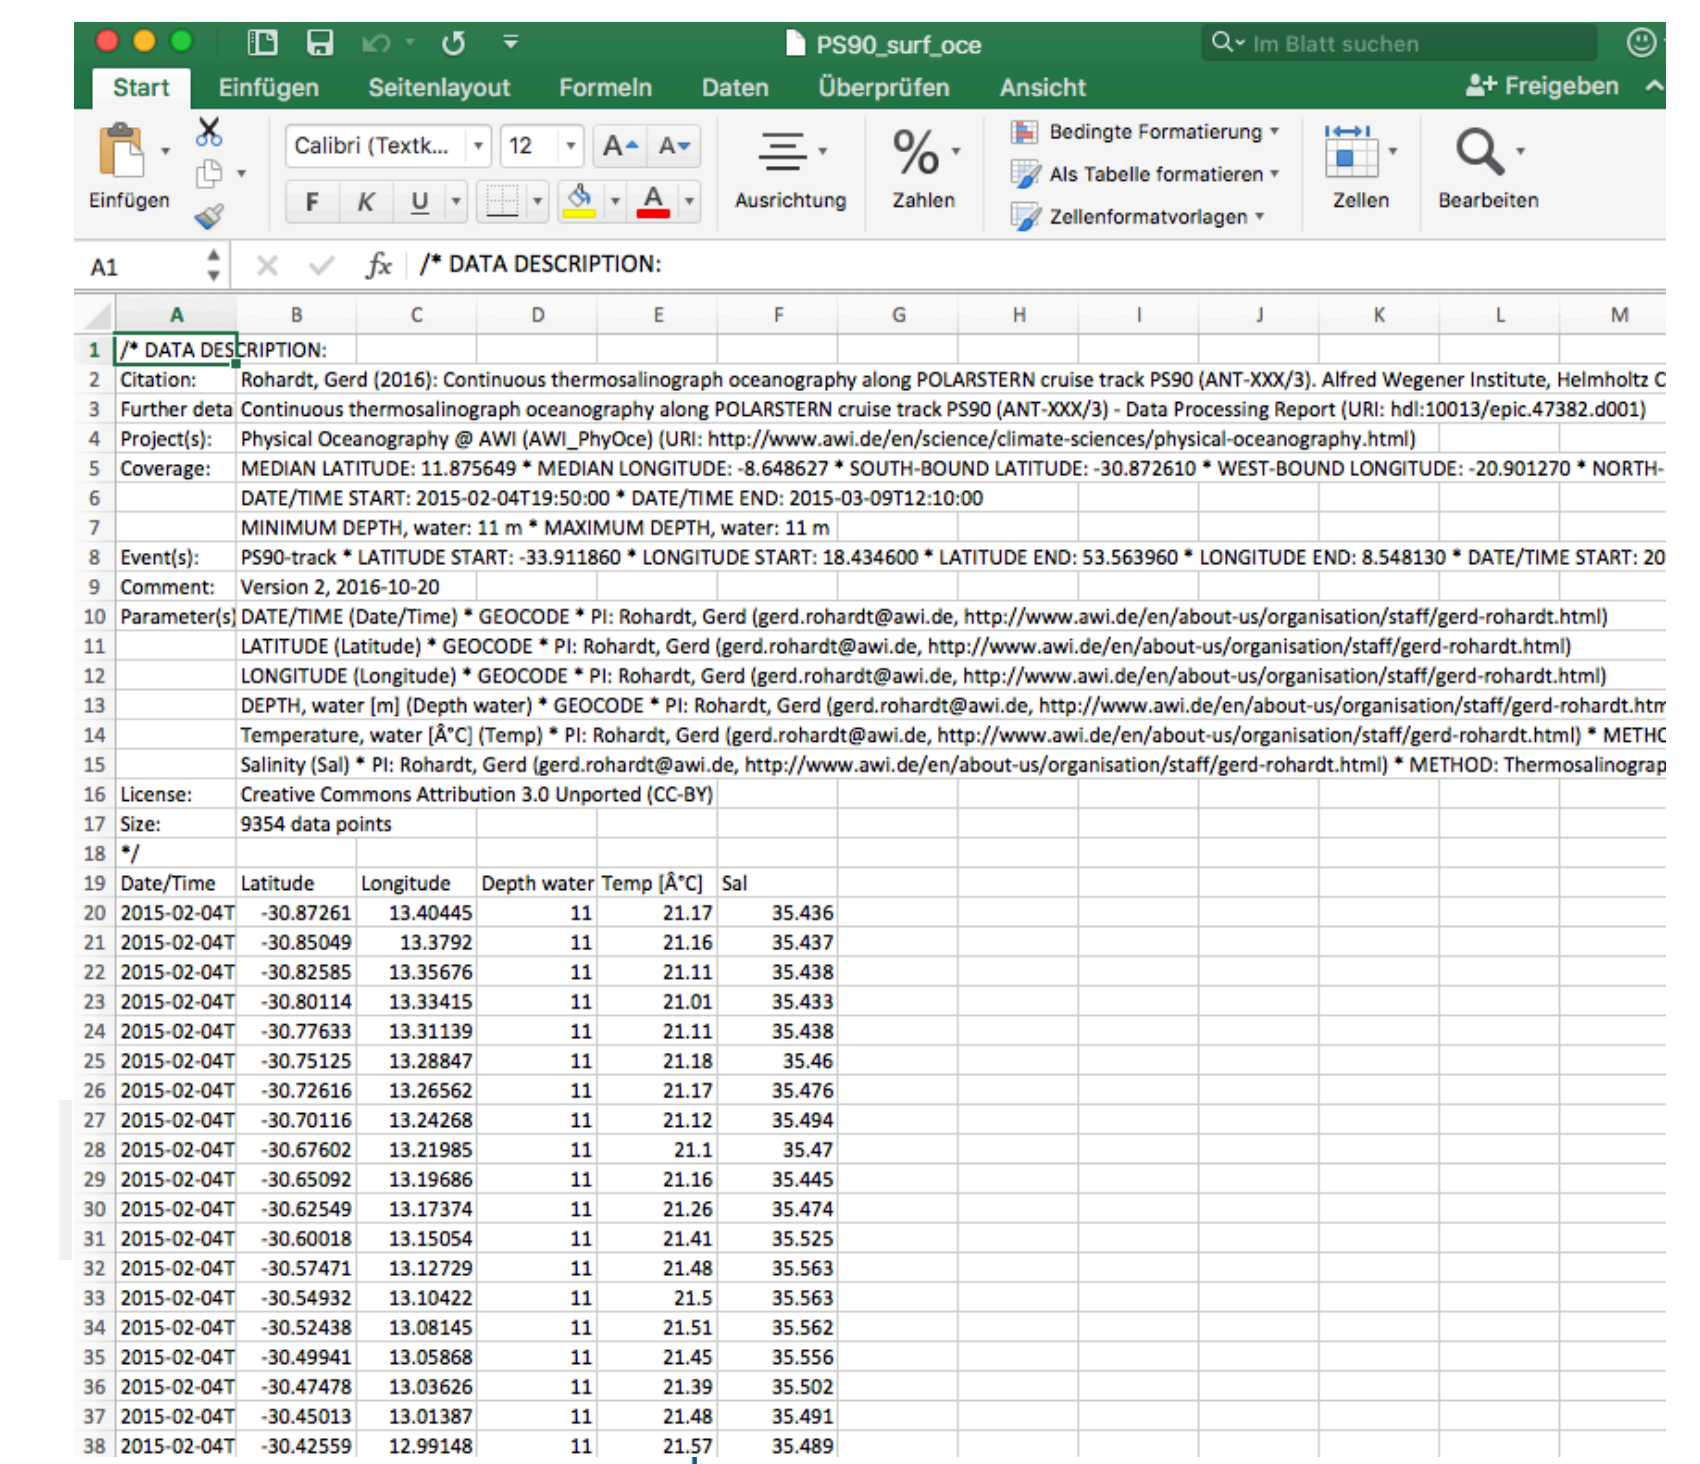 PS90_surf_oce
Im Blatt suchen
Start Einfügen Seitenlayout Formeln Daten Überprüfen Ansicht Freigeben
Einfügen
Calibri (Textk... 12 A A
F K U A
Ausrichtung
%
Zahlen
Bedingte Formatierung
Als Tabelle formatieren
Zellenformatvorlagen
Zellen
Bearbeiten
A1 fx /* DATA DESCRIPTION:
A B C D E F G H I J K L M
1 /* DATA DESCRIPTION:
2 Citation: Rohardt, Gerd (2016): Continuous thermosalinograph oceanography along POLARSTERN cruise track PS90 (ANT-XXX/3). Alfred Wegener Institute, Helmholtz C
3 Further deta Continuous thermosalinograph oceanography along POLARSTERN cruise track PS90 (ANT-XXX/3) - Data Processing Report (URI: hdl:10013/epic.47382.d001)
4 Project(s): Physical Oceanography @ AWI (AWI_PhyOce) (URI: http://www.awi.de/en/science/climate-sciences/physical-oceanography.html)
5 Coverage: MEDIAN LATITUDE: 11.875649 * MEDIAN LONGITUDE: -8.648627 * SOUTH-BOUND LATITUDE: -30.872610 * WEST-BOUND LONGITUDE: -20.901270 * NORTH-
6 DATE/TIME START: 2015-02-04T19:50:00 * DATE/TIME END: 2015-03-09T12:10:00
7 MINIMUM DEPTH, water: 11 m * MAXIMUM DEPTH, water: 11 m
8 Event(s): PS90-track * LATITUDE START: -33.911860 * LONGITUDE START: 18.434600 * LATITUDE END: 53.563960 * LONGITUDE END: 8.548130 * DATE/TIME START: 20
9 Comment: Version 2, 2016-10-20
10 Parameter(s) DATE/TIME (Date/Time) * GEOCODE * PI: Rohardt, Gerd (gerd.rohardt@awi.de, http://www.awi.de/en/about-us/organisation/staff/gerd-rohardt.html)
11 LATITUDE (Latitude) * GEOCODE * PI: Rohardt, Gerd (gerd.rohardt@awi.de, http://www.awi.de/en/about-us/organisation/staff/gerd-rohardt.html)
12 LONGITUDE (Longitude) * GEOCODE * PI: Rohardt, Gerd (gerd.rohardt@awi.de, http://www.awi.de/en/about-us/organisation/staff/gerd-rohardt.html)
13 DEPTH, water [m] (Depth water) * GEOCODE * PI: Rohardt, Gerd (gerd.rohardt@awi.de, http://www.awi.de/en/about-us/organisation/staff/gerd-rohardt.htm
14 Temperature, water [Â°C] (Temp) * PI: Rohardt, Gerd (gerd.rohardt@awi.de, http://www.awi.de/en/about-us/organisation/staff/gerd-rohardt.html) * METHO
15 Salinity (Sal) * PI: Rohardt, Gerd (gerd.rohardt@awi.de, http://www.awi.de/en/about-us/organisation/staff/gerd-rohardt.html) * METHOD: Thermosalinograp
16 License: Creative Commons Attribution 3.0 Unported (CC-BY)
17 Size: 9354 data points
18 */
19 Date/Time Latitude Longitude Depth water Temp [Â°C] Sal
20 2015-02-04T -30.87261 13.40445 11 21.17 35.436
21 2015-02-04T -30.85049 13.3792 11 21.16 35.437
22 2015-02-04T -30.82585 13.35676 11 21.11 35.438
23 2015-02-04T -30.80114 13.33415 11 21.01 35.433
24 2015-02-04T -30.77633 13.31139 11 21.11 35.438
25 2015-02-04T -30.75125 13.28847 11 21.18 35.46
26 2015-02-04T -30.72616 13.26562 11 21.17 35.476
27 2015-02-04T -30.70116 13.24268 11 21.12 35.494
28 2015-02-04T -30.67602 13.21985 11 21.1 35.47
29 2015-02-04T -30.65092 13.19686 11 21.16 35.445
30 2015-02-04T -30.62549 13.17374 11 21.26 35.474
31 2015-02-04T -30.60018 13.15054 11 21.41 35.525
32 2015-02-04T -30.57471 13.12729 11 21.48 35.563
33 2015-02-04T -30.54932 13.10422 11 21.5 35.563
34 2015-02-04T -30.52438 13.08145 11 21.51 35.562
35 2015-02-04T -30.49941 13.05868 11 21.45 35.556
36 2015-02-04T -30.47478 13.03626 11 21.39 35.502
37 2015-02-04T -30.45013 13.01387 11 21.48 35.491
38 2015-02-04T -30.42559 12.99148 11 21.57 35.489